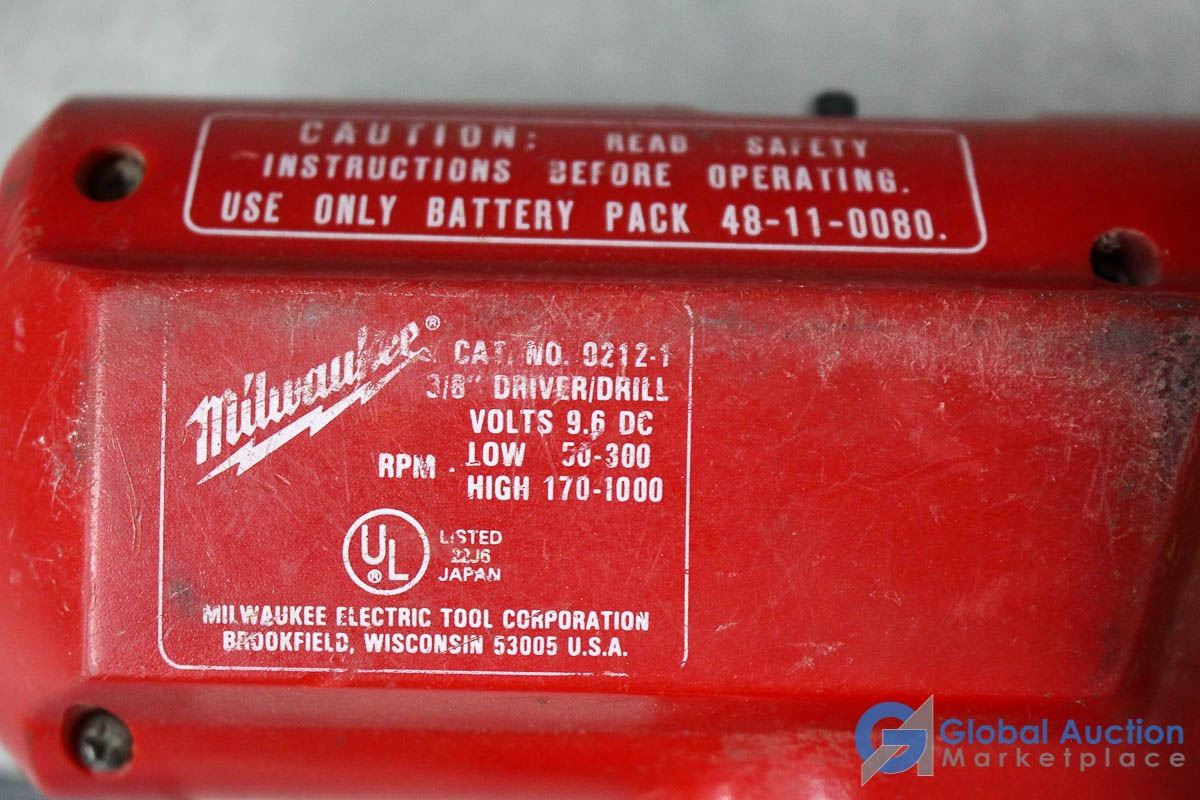 CAUTION: READ SAFETY
INSTRUCTIONS BEFORE OPERATING.
USE ONLY BATTERY PACK 48-11-0080.
Milwaukee®
CAT. NO. 0212-1
3/8" DRIVER/DRILL
VOLTS 9.6 DC
RPM LOW 50-300
HIGH 170-1000
UL®
LISTED
22J6
JAPAN
MILWAUKEE ELECTRIC TOOL CORPORATION
BROOKFIELD, WISCONSIN 53005 U.S.A.
Global Auction
Marketplace